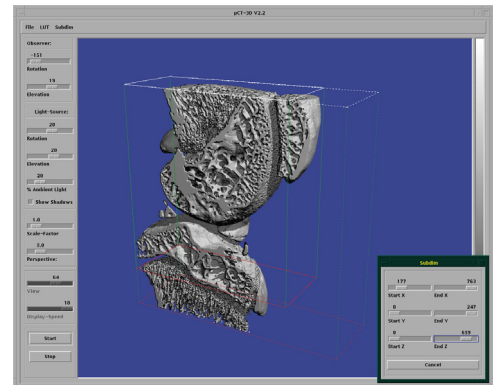 pCT-3D V2.2
File LUT Subdim
Observer:
-151
Rotation
19
Elevation
Light-Source:
20
Rotation
20
Elevation
20
% Ambient Light
Show Shadows
1.0
Scale-Factor
3.0
Perspective:
64
View
10
Display-Speed
Start
Stop
Subdim
177 763
Start X End X
0 247
Start Y End Y
0 619
Start Z End Z
Cancel